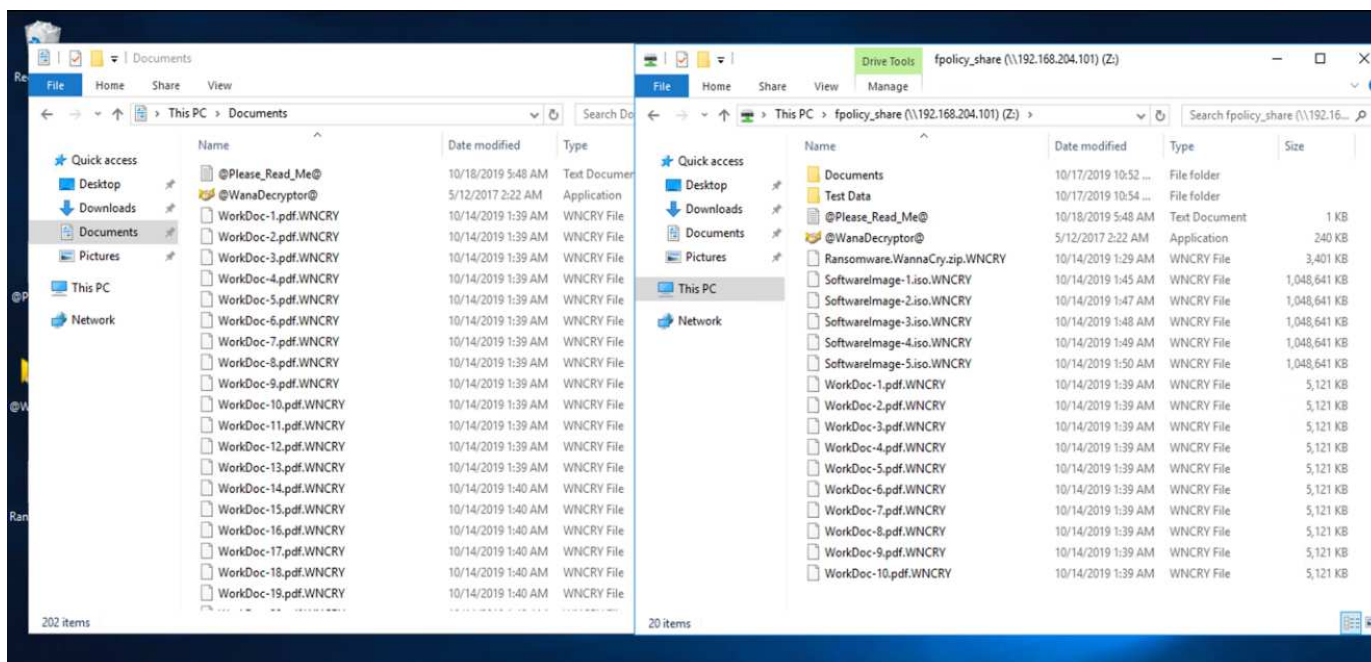 Documents
File Home Share View
This PC > Documents
Search Do
Quick access
Desktop
Downloads
Documents
Pictures
This PC
Network
Name Date modified Type
@Please_Read_Me@ 10/18/2019 5:48 AM Text Documen
@WanaDecryptor@ 5/12/2017 2:22 AM Application
WorkDoc-1.pdf.WNCRY 10/14/2019 1:39 AM WNCRY File
WorkDoc-2.pdf.WNCRY 10/14/2019 1:39 AM WNCRY File
WorkDoc-3.pdf.WNCRY 10/14/2019 1:39 AM WNCRY File
WorkDoc-4.pdf.WNCRY 10/14/2019 1:39 AM WNCRY File
WorkDoc-5.pdf.WNCRY 10/14/2019 1:39 AM WNCRY File
WorkDoc-6.pdf.WNCRY 10/14/2019 1:39 AM WNCRY File
WorkDoc-7.pdf.WNCRY 10/14/2019 1:39 AM WNCRY File
WorkDoc-8.pdf.WNCRY 10/14/2019 1:39 AM WNCRY File
WorkDoc-9.pdf.WNCRY 10/14/2019 1:39 AM WNCRY File
WorkDoc-10.pdf.WNCRY 10/14/2019 1:39 AM WNCRY File
WorkDoc-11.pdf.WNCRY 10/14/2019 1:39 AM WNCRY File
WorkDoc-12.pdf.WNCRY 10/14/2019 1:39 AM WNCRY File
WorkDoc-13.pdf.WNCRY 10/14/2019 1:39 AM WNCRY File
WorkDoc-14.pdf.WNCRY 10/14/2019 1:40 AM WNCRY File
WorkDoc-15.pdf.WNCRY 10/14/2019 1:40 AM WNCRY File
WorkDoc-16.pdf.WNCRY 10/14/2019 1:40 AM WNCRY File
WorkDoc-17.pdf.WNCRY 10/14/2019 1:40 AM WNCRY File
WorkDoc-18.pdf.WNCRY 10/14/2019 1:40 AM WNCRY File
WorkDoc-19.pdf.WNCRY 10/14/2019 1:40 AM WNCRY File
202 items
Drive Tools fpolicy_share (\\192.168.204.101) (Z:)
File Home Share View Manage
This PC > fpolicy_share (\\192.168.204.101) (Z:) >
Search fpolicy_share (\\192.16...
Quick access
Desktop
Downloads
Documents
Pictures
This PC
Network
Name Date modified Type Size
Documents 10/17/2019 10:52 ... File folder
Test Data 10/17/2019 10:54 ... File folder
@Please_Read_Me@ 10/18/2019 5:48 AM Text Document 1 KB
@WanaDecryptor@ 5/12/2017 2:22 AM Application 240 KB
Ransomware.WannaCry.zip.WNCRY 10/14/2019 1:29 AM WNCRY File 3,401 KB
SoftwareImage-1.iso.WNCRY 10/14/2019 1:45 AM WNCRY File 1,048,641 KB
SoftwareImage-2.iso.WNCRY 10/14/2019 1:47 AM WNCRY File 1,048,641 KB
SoftwareImage-3.iso.WNCRY 10/14/2019 1:48 AM WNCRY File 1,048,641 KB
SoftwareImage-4.iso.WNCRY 10/14/2019 1:49 AM WNCRY File 1,048,641 KB
SoftwareImage-5.iso.WNCRY 10/14/2019 1:50 AM WNCRY File 1,048,641 KB
WorkDoc-1.pdf.WNCRY 10/14/2019 1:39 AM WNCRY File 5,121 KB
WorkDoc-2.pdf.WNCRY 10/14/2019 1:39 AM WNCRY File 5,121 KB
WorkDoc-3.pdf.WNCRY 10/14/2019 1:39 AM WNCRY File 5,121 KB
WorkDoc-4.pdf.WNCRY 10/14/2019 1:39 AM WNCRY File 5,121 KB
WorkDoc-5.pdf.WNCRY 10/14/2019 1:39 AM WNCRY File 5,121 KB
WorkDoc-6.pdf.WNCRY 10/14/2019 1:39 AM WNCRY File 5,121 KB
WorkDoc-7.pdf.WNCRY 10/14/2019 1:39 AM WNCRY File 5,121 KB
WorkDoc-8.pdf.WNCRY 10/14/2019 1:39 AM WNCRY File 5,121 KB
WorkDoc-9.pdf.WNCRY 10/14/2019 1:39 AM WNCRY File 5,121 KB
WorkDoc-10.pdf.WNCRY 10/14/2019 1:39 AM WNCRY File 5,121 KB
20 items
Re
@P
@W
Ran